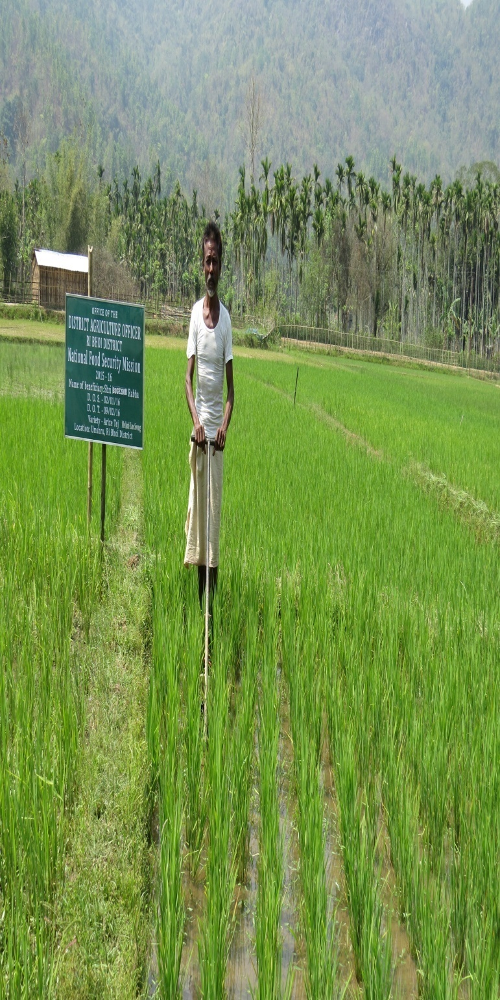 OFFICE OF THE
DISTRICT AGRICULTURE OFFICER
RI BHOI DISTRICT
National Food Security Mission
2015 - 16
Name of beneficiary: Shri BOGESOR Rabha
D. O. S. - 02/01/16
D. O. T. - 09/02/16
Variety - Arize Tej Method-Line Sowing
Location: Umshru, Ri Bhoi District